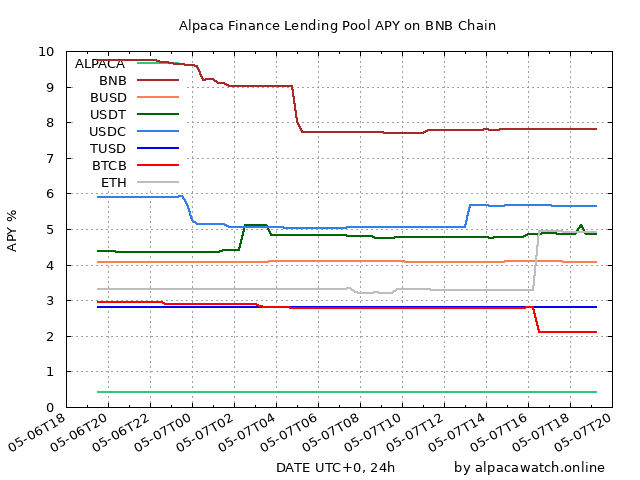 Alpaca Finance Lending Pool APY on BNB Chain
10
9
8
7
6
5
4
3
2
1
0
APY %
ALPACA
BNB
BUSD
USDT
USDC
TUSD
BTCB
ETH
05-06T18
05-06T20
05-06T22
05-07T00
05-07T02
05-07T04
05-07T06
05-07T08
05-07T10
05-07T12
05-07T14
05-07T16
05-07T18
05-07T20
DATE UTC+0, 24h
by alpacawatch.online